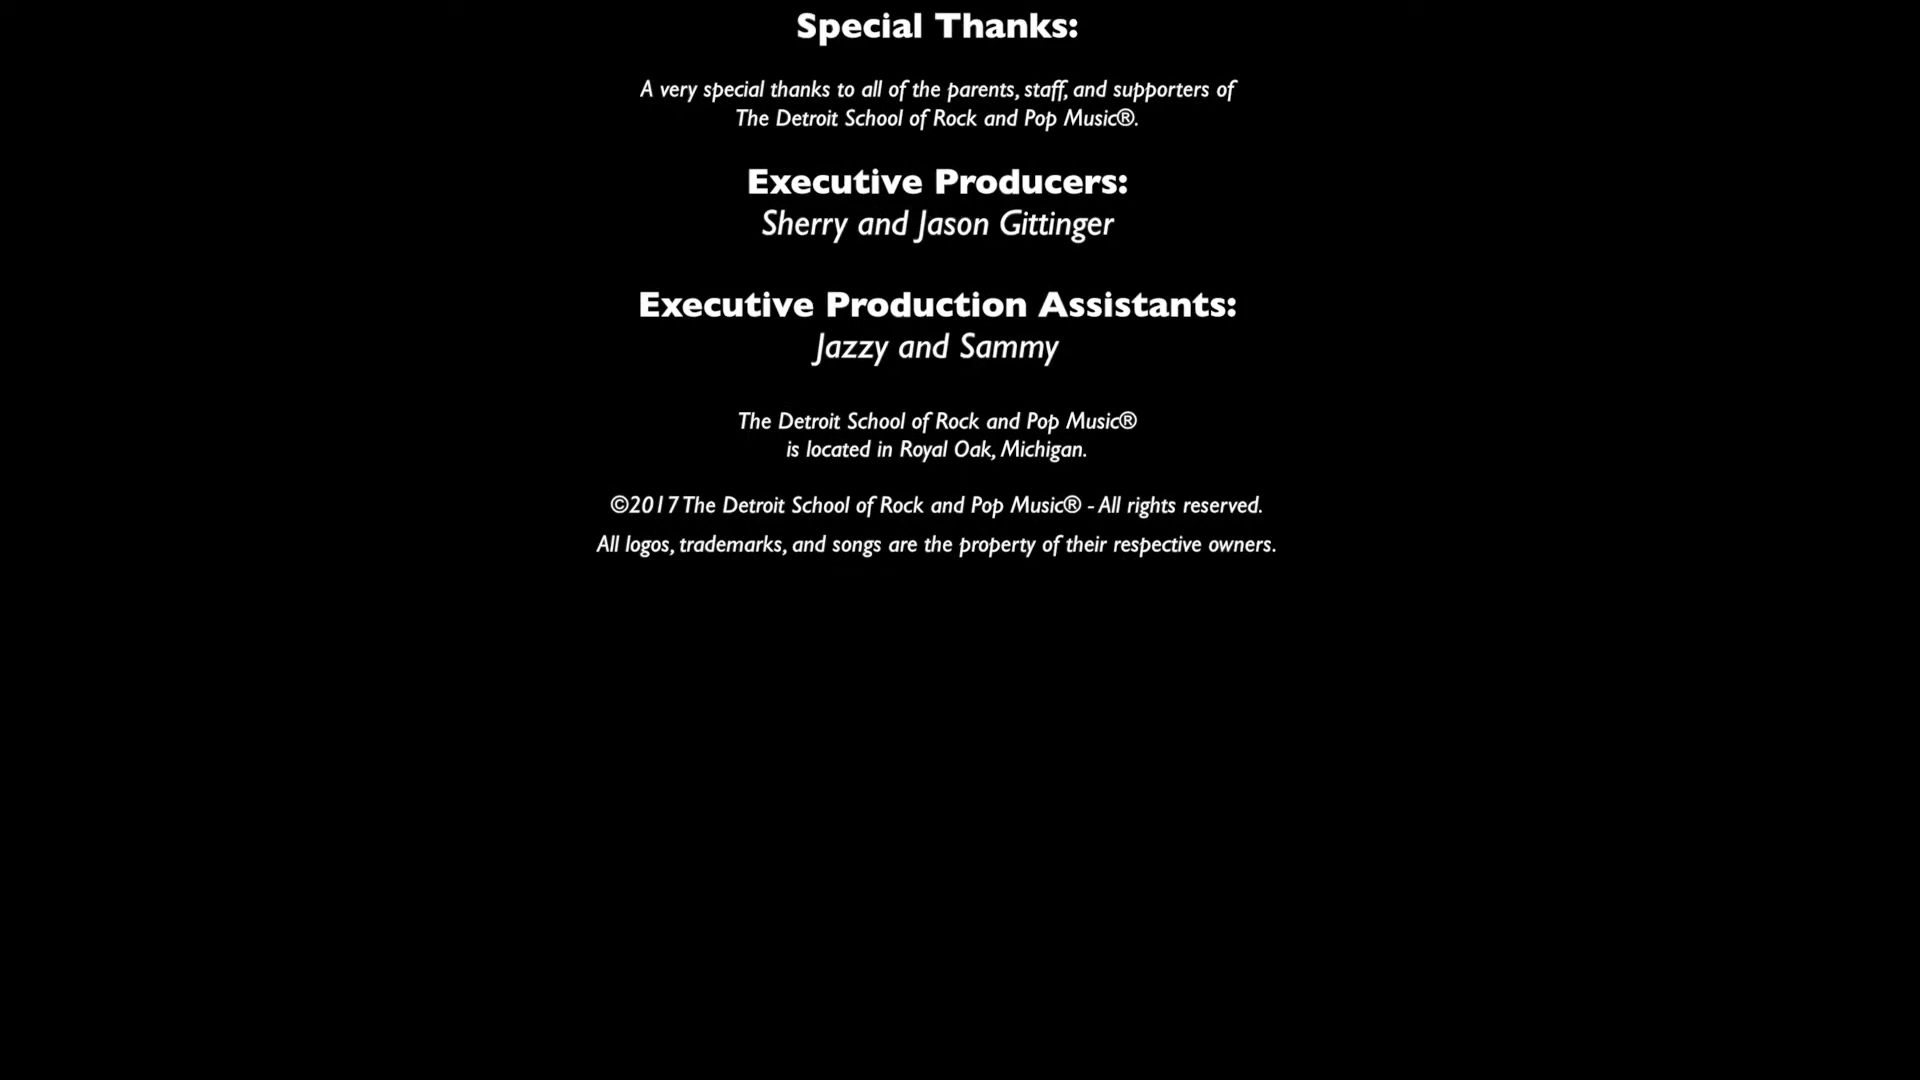 Special Thanks:
A very special thanks to all of the parents, staff, and supporters of
The Detroit School of Rock and Pop Music®.
Executive Producers:
Sherry and Jason Gittinger
Executive Production Assistants:
Jazzy and Sammy
The Detroit School of Rock and Pop Music®
is located in Royal Oak, Michigan.
©2017 The Detroit School of Rock and Pop Music® - All rights reserved.
All logos, trademarks, and songs are the property of their respective owners.